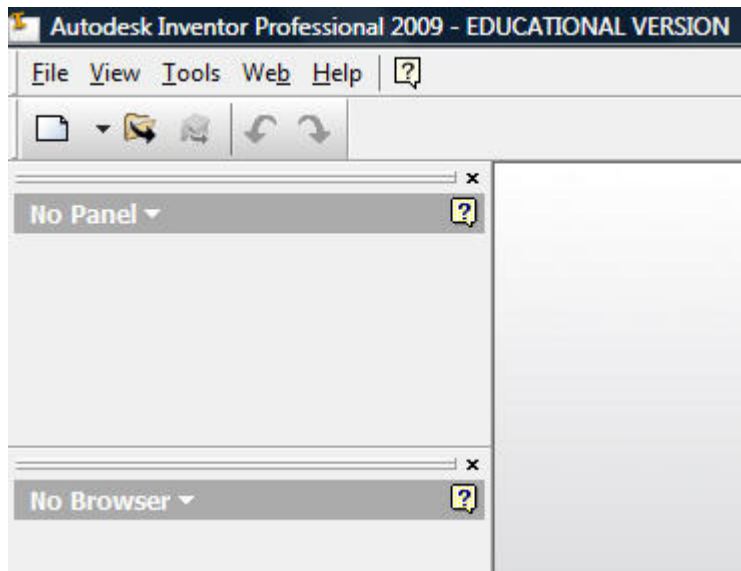 Autodesk Inventor Professional 2009 - EDUCATIONAL VERSION
File View Tools Web Help
No Panel
No Browser